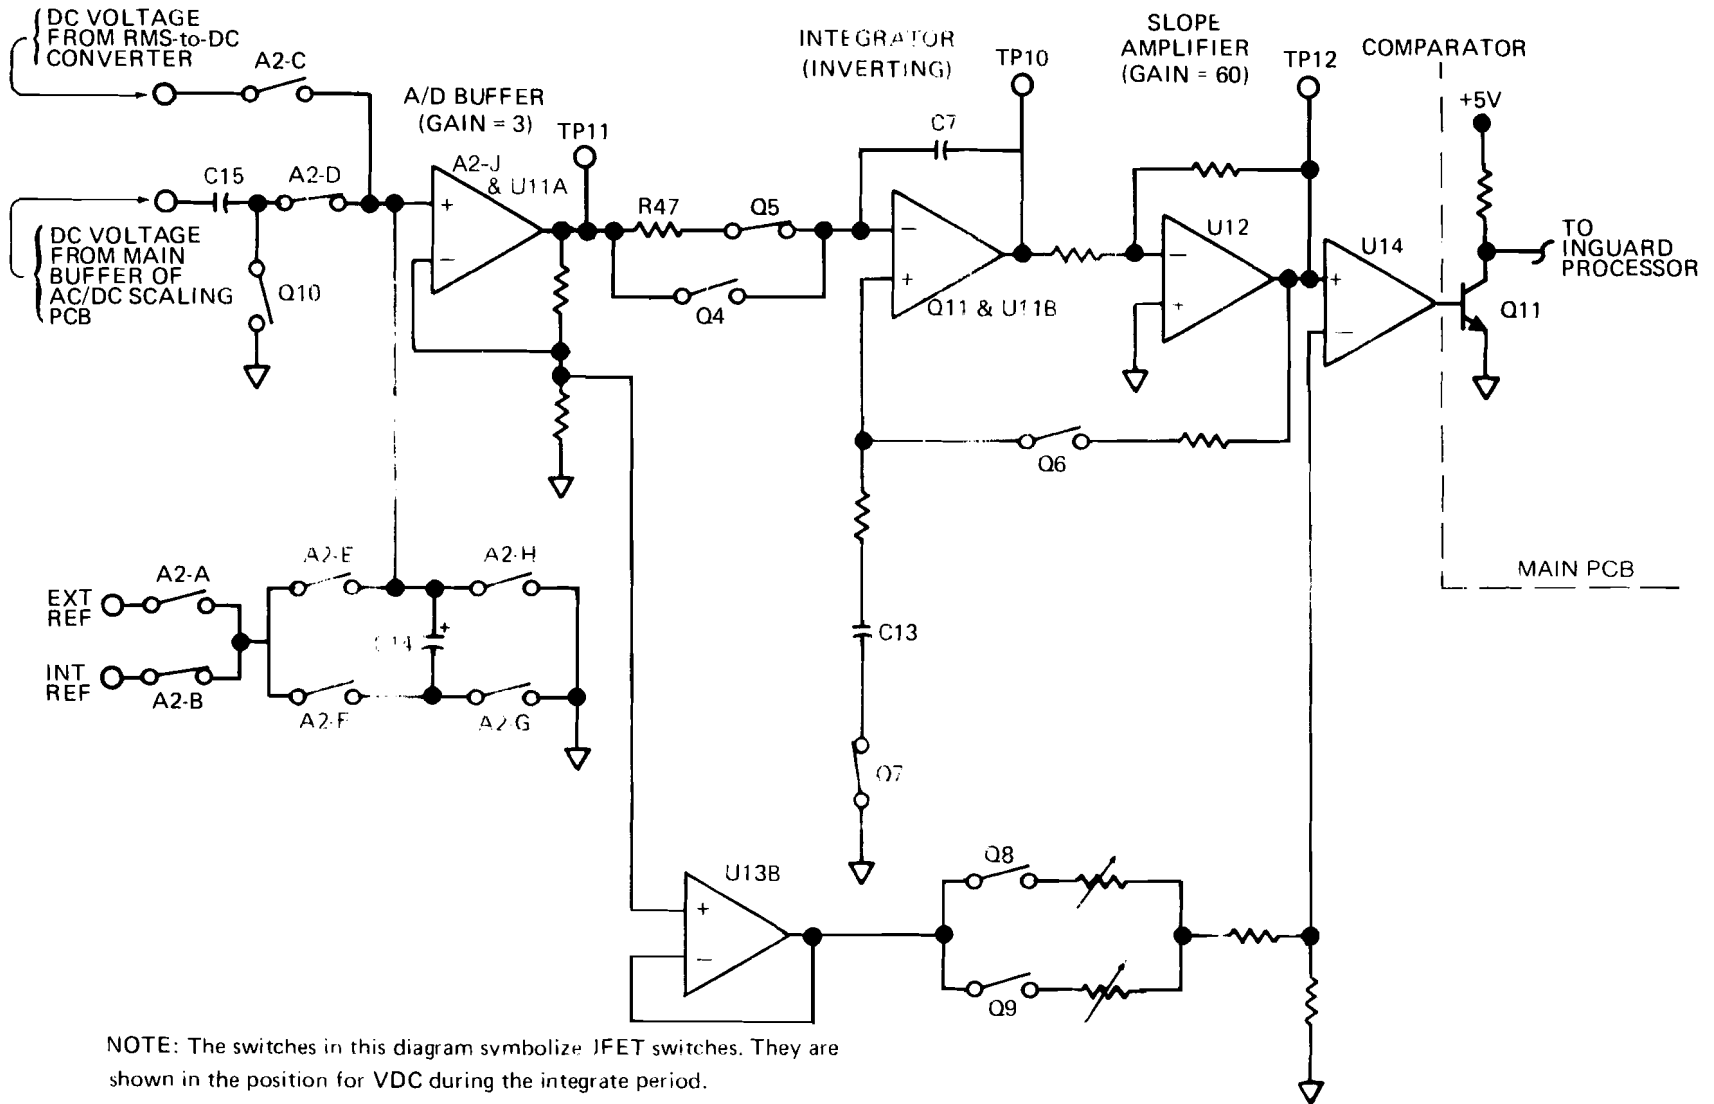 DC VOLTAGE
FROM RMS-to-DC
CONVERTER
A2-C
A/D BUFFER
(GAIN = 3)
TP11
INTEGRATOR
(INVERTING)
TP10
SLOPE
AMPLIFIER
(GAIN = 60)
TP12
COMPARATOR
+5V
C7
C15
A2-D
A2-J
& U11A
+
−
R47
Q5
Q4
−
+
Q11 & U11B
U12
−
+
U14
+
−
TO
INGUARD
PROCESSOR
Q11
DC VOLTAGE
FROM MAIN
BUFFER OF
AC/DC SCALING
PCB
Q10
Q6
MAIN PCB
A2-E
A2-H
A2-A
EXT
REF
C14
+
C13
INT
REF
A2-B
A2-F
A2-G
Q7
U13B
+
−
Q8
Q9
NOTE: The switches in this diagram symbolize JFET switches. They are
shown in the position for VDC during the integrate period.